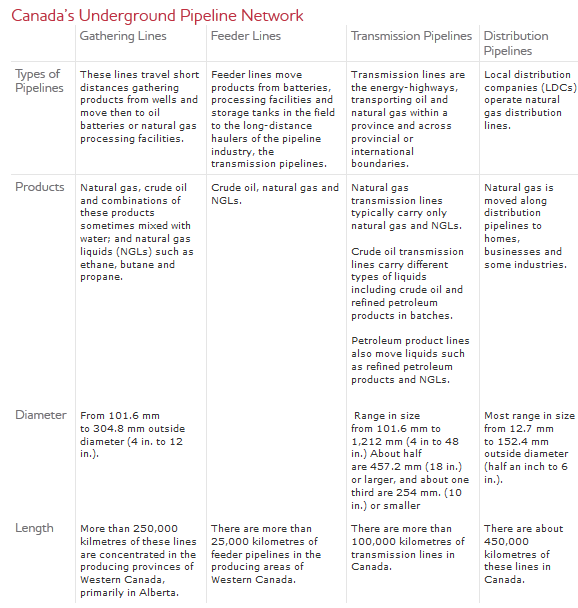 Canada's Underground Pipeline Network
Gathering Lines
Feeder Lines
Transmission Pipelines
Distribution
Pipelines
Types of
Pipelines
These lines travel short
distances gathering
products from wells and
move then to oil
batteries or natural gas
processing facilities.
Feeder lines move
products from batteries,
processing facilities and
storage tanks in the field
to the long-distance
haulers of the pipeline
industry, the
transmission pipelines.
Transmission lines are
the energy-highways,
transporting oil and
natural gas within a
province and across
provincial or
international
boundaries.
Local distribution
companies (LDCs)
operate natural
gas distribution
lines.
Products
Natural gas, crude oil
and combinations of
these products
sometimes mixed with
water; and natural gas
liquids (NGLs) such as
ethane, butane and
propane.
Crude oil, natural gas and
NGLs.
Natural gas
transmission lines
typically carry only
natural gas and NGLs.
Crude oil transmission
lines carry different
types of liquids
including crude oil and
refined petroleum
products in batches.
Petroleum product lines
also move liquids such
as refined petroleum
products and NGLs.
Natural gas is
moved along
distribution
pipelines to
homes,
businesses and
some industries.
Diameter
From 101.6 mm
to 304.8 mm outside
diameter (4 in. to 12
in.).
Range in size
from 101.6 mm to
1,212 mm (4 in to 48
in.) About half
are 457.2 mm (18 in.)
or larger, and about one
third are 254 mm. (10
in.) or smaller
Most range in size
from 12.7 mm
to 152.4 mm
outside diameter
(half an inch to 6
in.).
Length
More than 250,000
kilmetres of these lines
are concentrated in the
producing provinces of
Western Canada,
primarily in Alberta.
There are more than
25,000 kilometres of
feeder pipelines in the
producing areas of
Western Canada.
There are more than
100,000 kilometres of
transmission lines in
Canada.
There are about
450,000
kilometres of
these lines in
Canada.